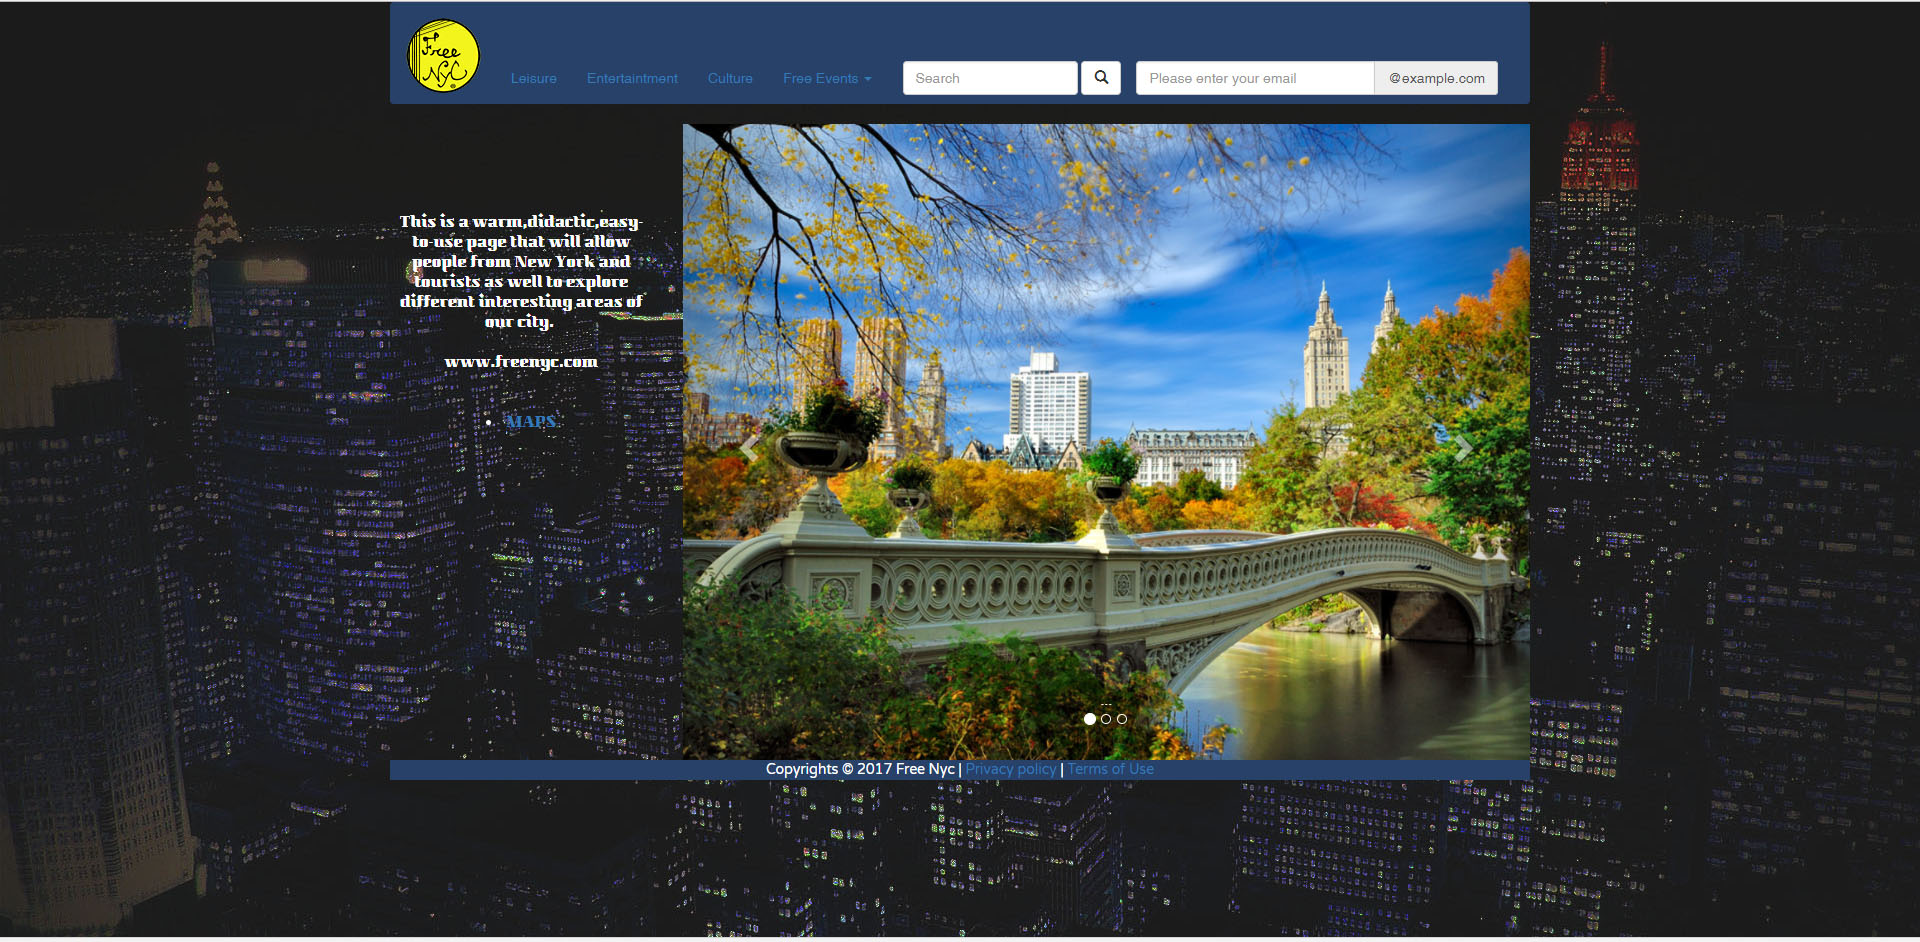 Free
NYC
Leisure Entertaintment Culture Free Events Search Please enter your email @example.com
This is a warm,didactic,easy-
to-use page that will allow
people from New York and
tourists as well to explore
different interesting areas of
our city.
www.freenyc.com
MAPS
...
Copyrights © 2017 Free Nyc | Privacy policy | Terms of Use